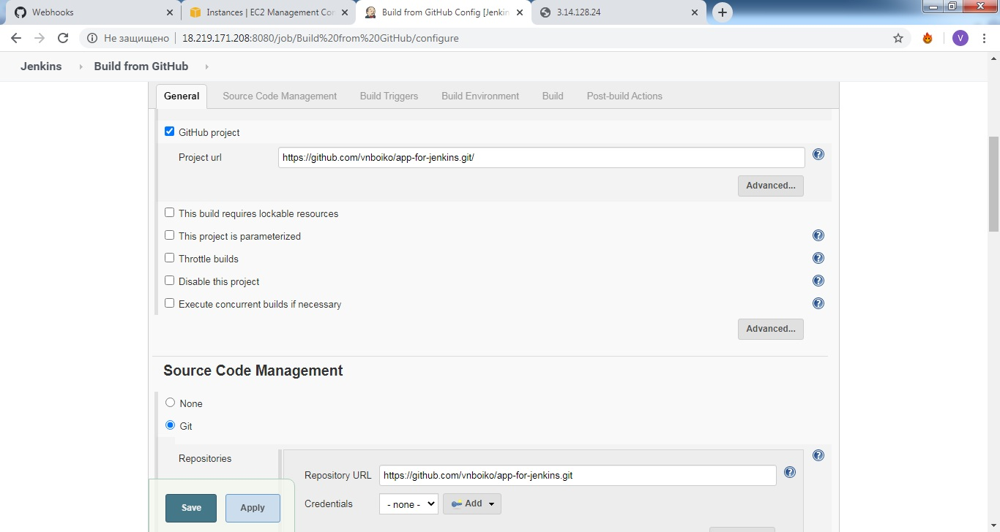 Webhooks
Instances | EC2 Management Con
Build from GitHub Config [Jenkin
3.14.128.24
Не защищено
18.219.171.208:8080/job/Build%20from%20GitHub/configure
V
Jenkins
Build from GitHub
General
Source Code Management
Build Triggers
Build Environment
Build
Post-build Actions
GitHub project
Project url
https://github.com/vnboiko/app-for-jenkins.git/
Advanced...
This build requires lockable resources
This project is parameterized
Throttle builds
Disable this project
Execute concurrent builds if necessary
Advanced...
Source Code Management
None
Git
Repositories
Repository URL
https://github.com/vnboiko/app-for-jenkins.git
Credentials
- none -
Add
Save
Apply